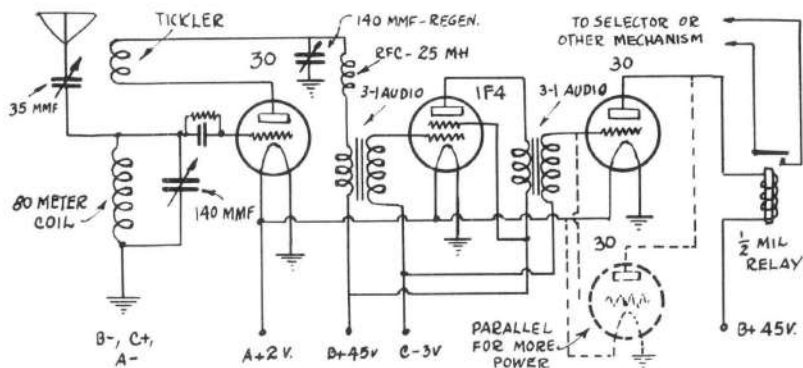 TICKLER
140 MMF-REGEN.
RFC-25 MH
TO SELECTOR OR
OTHER MECHANISM
30
30
35 MMF
3-1 AUDIO
1F4
3-1 AUDIO
80 METER
COIL
140 MMF
30
½ MIL
RELAY
B-, C+,
A-
A+2 V.
B+45V
C-3V
PARALLEL
FOR MORE
POWER
B+45V.